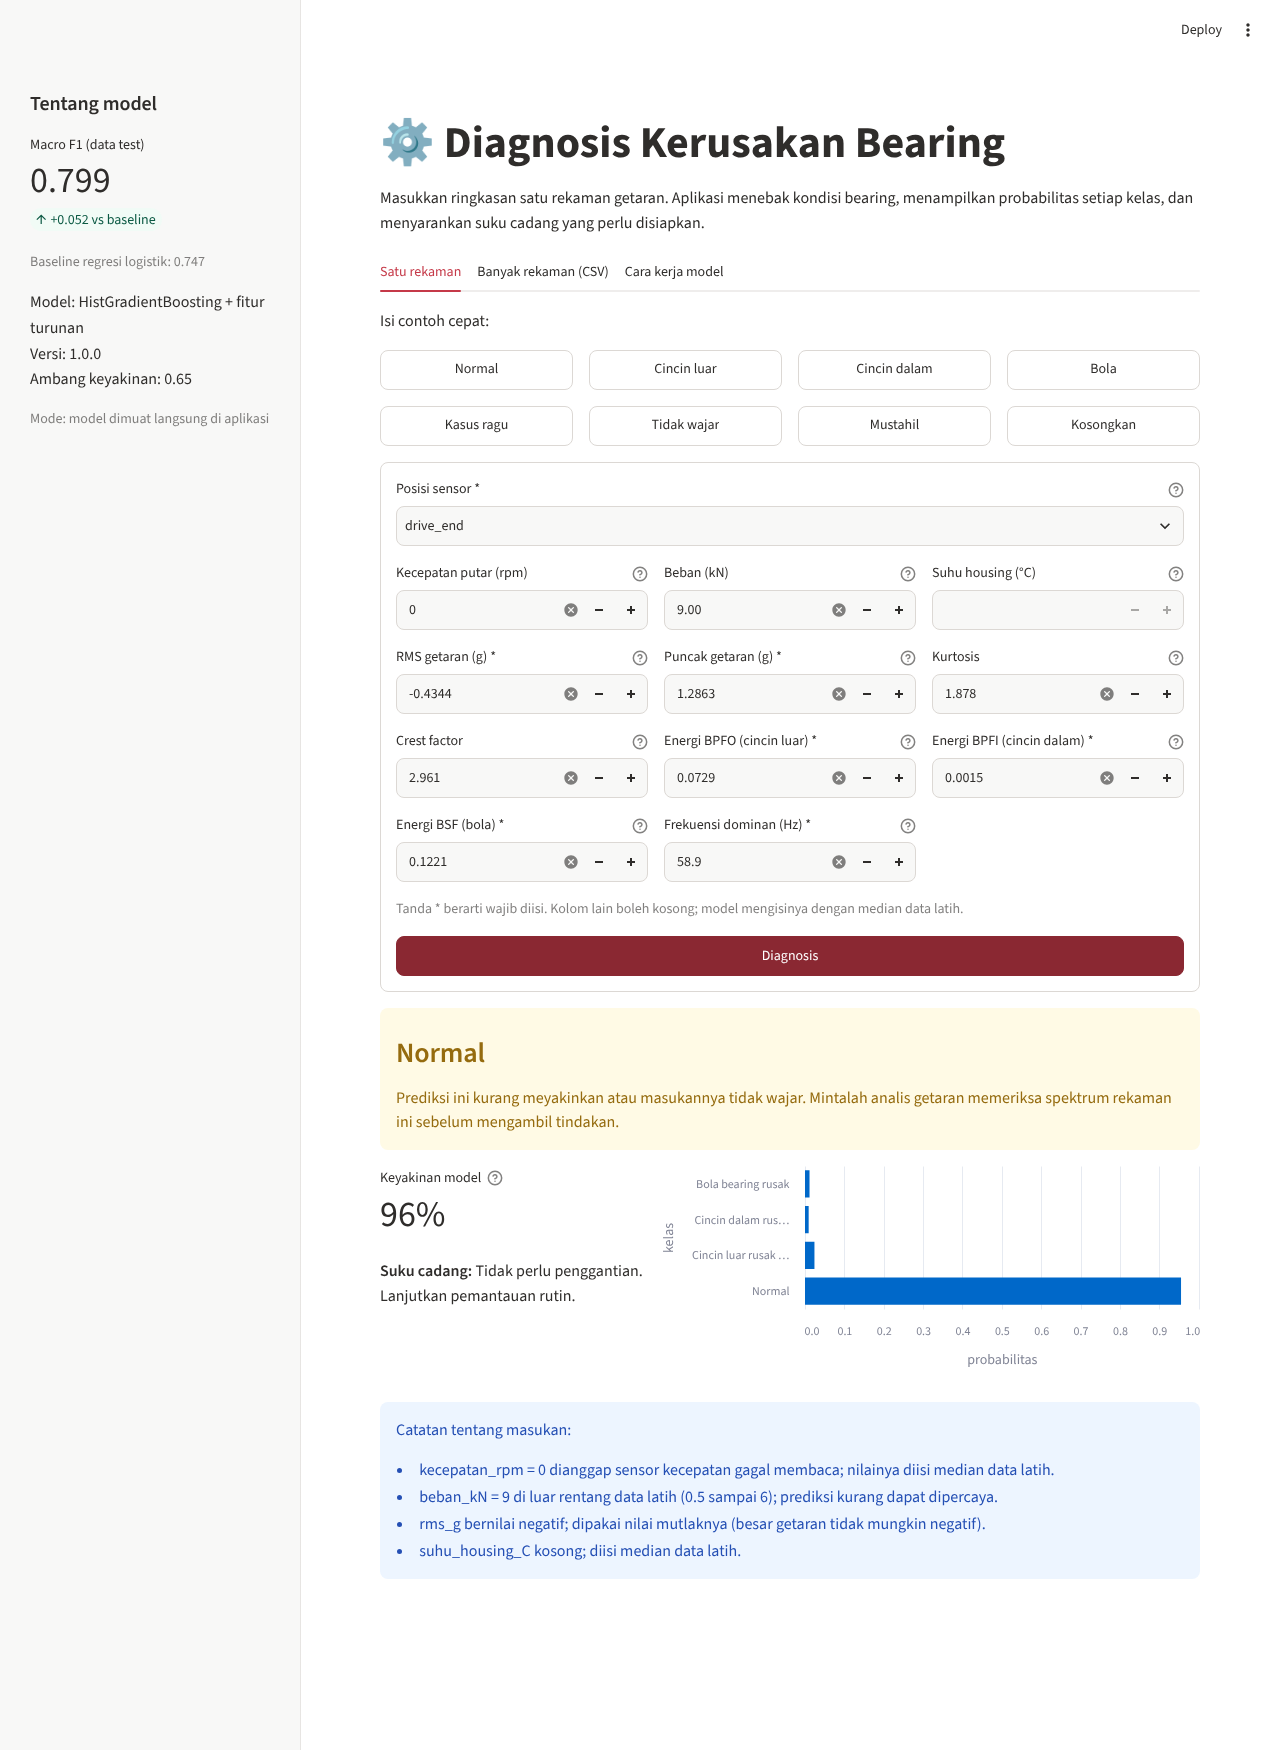 Deploy
Tentang model
Macro F1 (data test)
0.799
↑ +0.052 vs baseline
Baseline regresi logistik: 0.747
Model: HistGradientBoosting + fitur
turunan
Versi: 1.0.0
Ambang keyakinan: 0.65
Mode: model dimuat langsung di aplikasi
Diagnosis Kerusakan Bearing
Masukkan ringkasan satu rekaman getaran. Aplikasi menebak kondisi bearing, menampilkan probabilitas setiap kelas, dan
menyarankan suku cadang yang perlu disiapkan.
Satu rekaman Banyak rekaman (CSV) Cara kerja model
Isi contoh cepat:
Normal Cincin luar Cincin dalam Bola
Kasus ragu Tidak wajar Mustahil Kosongkan
Posisi sensor *
drive_end
Kecepatan putar (rpm) Beban (kN) Suhu housing (°C)
0 9.00
RMS getaran (g) * Puncak getaran (g) * Kurtosis
-0.4344 1.2863 1.878
Crest factor Energi BPFO (cincin luar) * Energi BPFI (cincin dalam) *
2.961 0.0729 0.0015
Energi BSF (bola) * Frekuensi dominan (Hz) *
0.1221 58.9
Tanda * berarti wajib diisi. Kolom lain boleh kosong; model mengisinya dengan median data latih.
Diagnosis
Normal
Prediksi ini kurang meyakinkan atau masukannya tidak wajar. Mintalah analis getaran memeriksa spektrum rekaman
ini sebelum mengambil tindakan.
Keyakinan model
96%
Suku cadang: Tidak perlu penggantian.
Lanjutkan pemantauan rutin.
kelas
Bola bearing rusak
Cincin dalam rus…
Cincin luar rusak …
Normal
0.0 0.1 0.2 0.3 0.4 0.5 0.6 0.7 0.8 0.9 1.0
probabilitas
Catatan tentang masukan:
• kecepatan_rpm = 0 dianggap sensor kecepatan gagal membaca; nilainya diisi median data latih.
• beban_kN = 9 di luar rentang data latih (0.5 sampai 6); prediksi kurang dapat dipercaya.
• rms_g bernilai negatif; dipakai nilai mutlaknya (besar getaran tidak mungkin negatif).
• suhu_housing_C kosong; diisi median data latih.